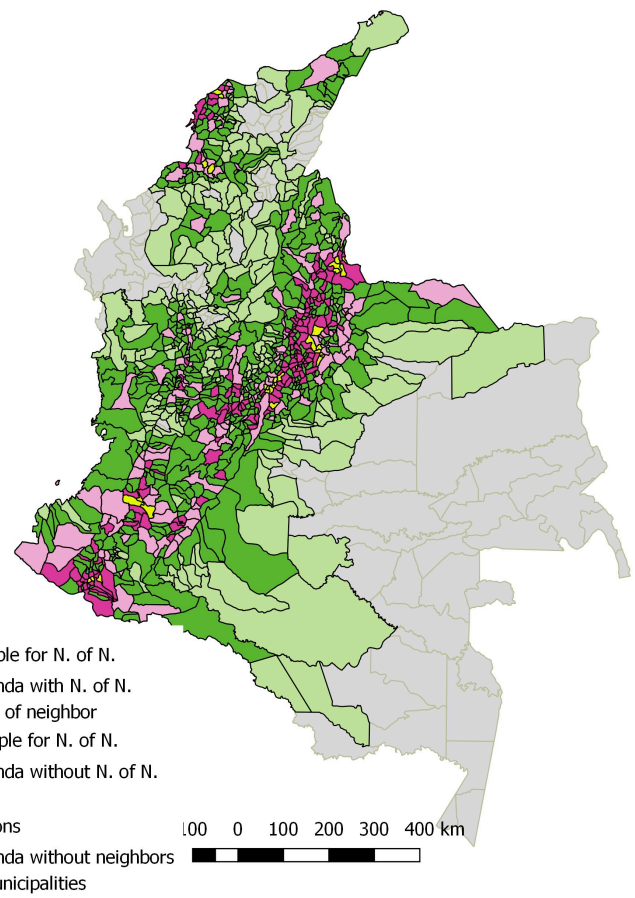 ple for N. of N.
nda with N. of N.
of neighbor
ple for N. of N.
nda without N. of N.
ons
100 0 100 200 300 400 km
nda without neighbors
unicipalities